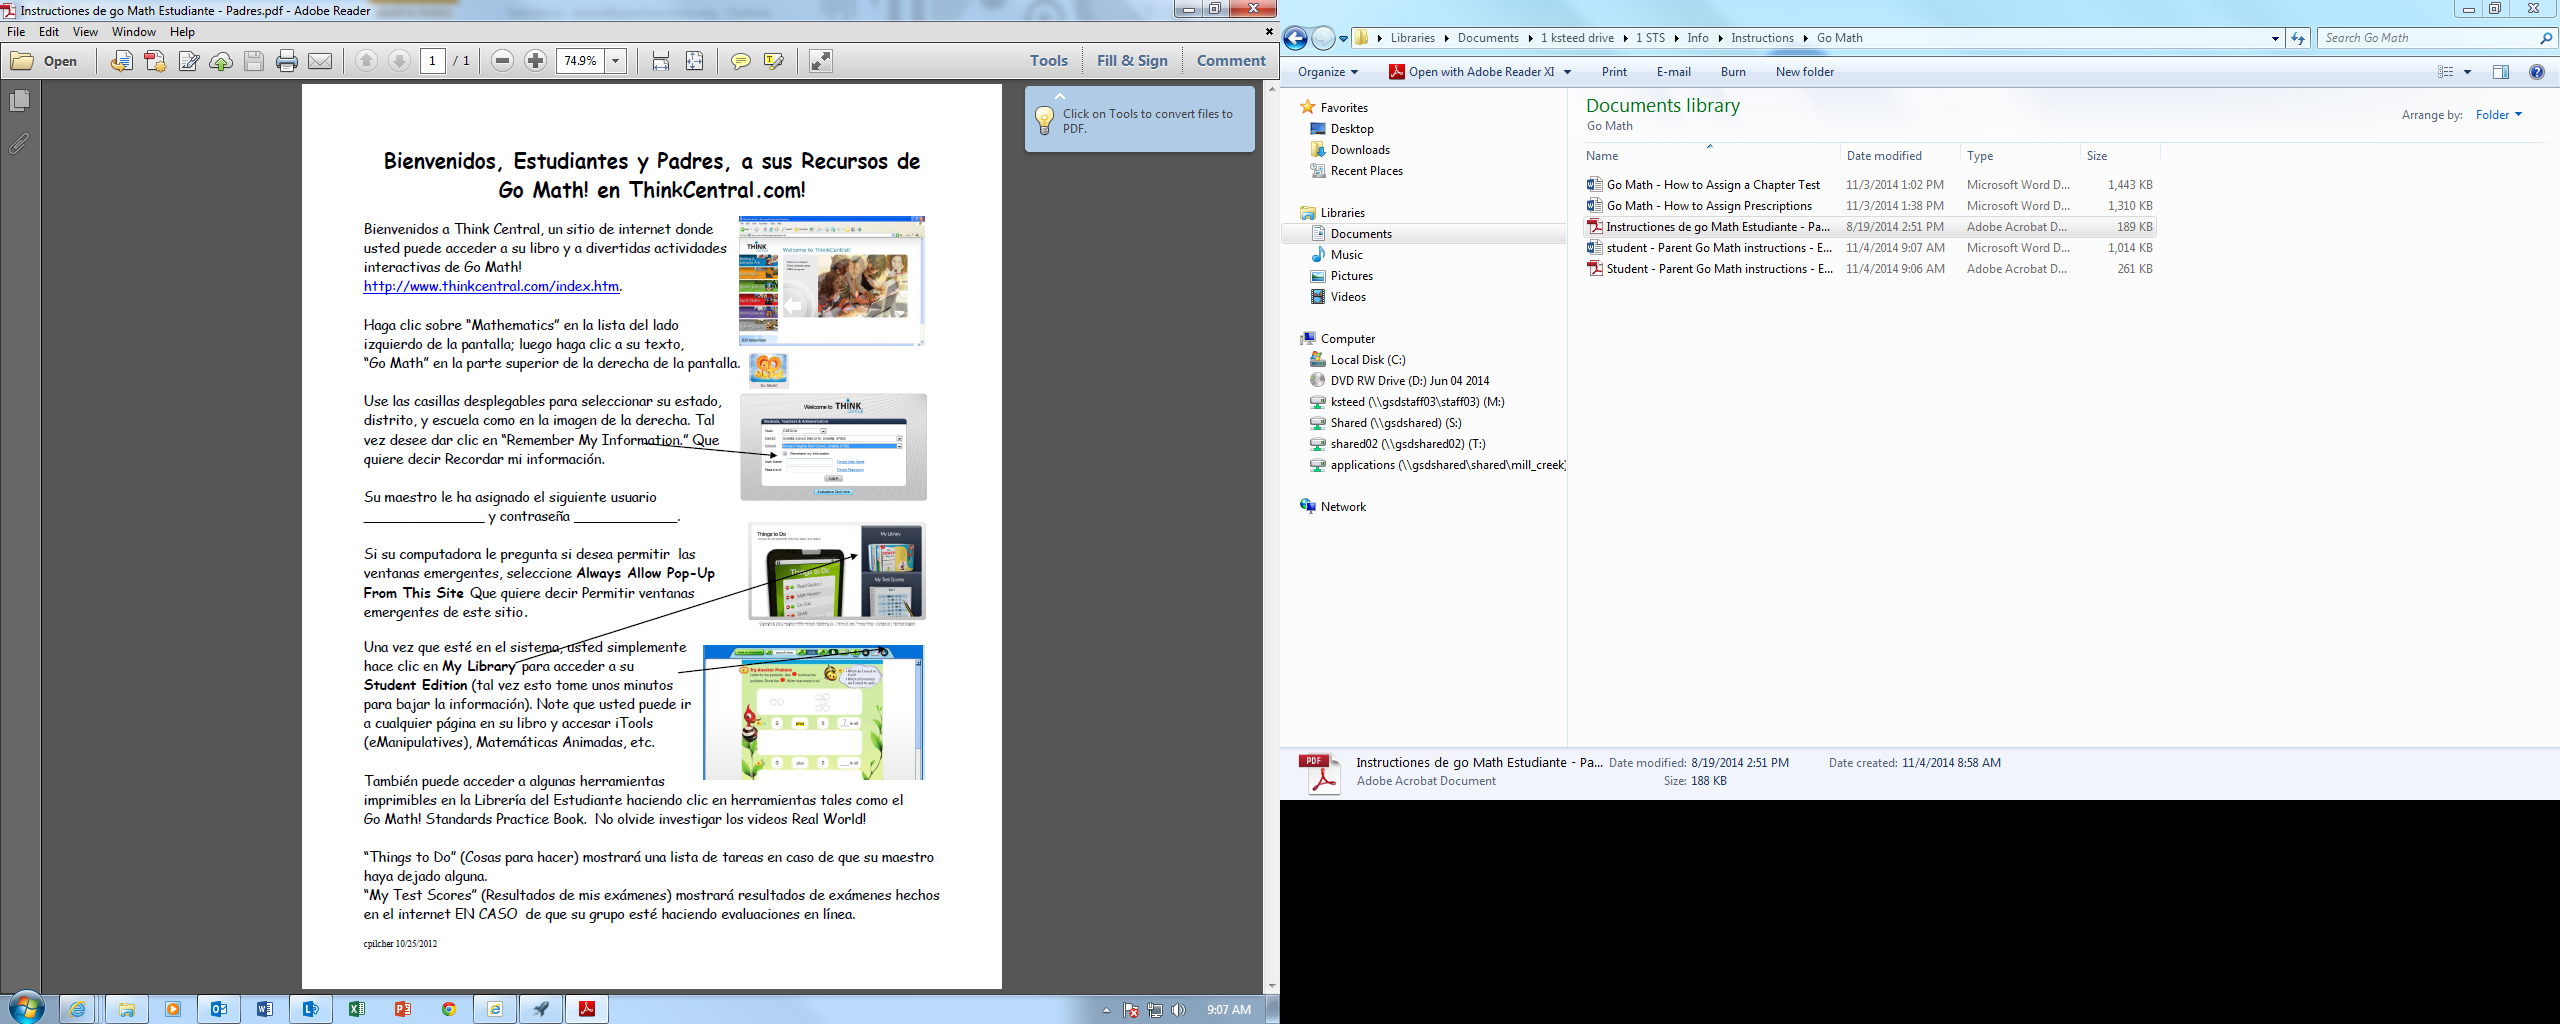 Instructiones de go Math Estudiante - Padres.pdf - Adobe Reader
File Edit View Window Help
Open 1 / 1 74.9% Tools Fill & Sign Comment
Click on Tools to convert files to
PDF.
Bienvenidos, Estudiantes y Padres, a sus Recursos de
Go Math! en ThinkCentral.com!
Bienvenidos a Think Central, un sitio de internet donde
usted puede acceder a su libro y a divertidas actividades
interactivas de Go Math!
http://www.thinkcentral.com/index.htm.
Welcome to ThinkCentral!
Haga clic sobre “Mathematics” en la lista del lado
izquierdo de la pantalla; luego haga clic a su texto,
“Go Math” en la parte superior de la derecha de la pantalla.
Go Math!
Use las casillas desplegables para seleccionar su estado,
distrito, y escuela como en la imagen de la derecha. Tal
vez desee dar clic en “Remember My Information.” Que
quiere decir Recordar mi información.
Welcome to THINK
Su maestro le ha asignado el siguiente usuario
________________ y contraseña ______________.
Si su computadora le pregunta si desea permitir las
ventanas emergentes, seleccione Always Allow Pop-Up
From This Site Que quiere decir Permitir ventanas
emergentes de este sitio.
Things to Do
My Library
Things to Do
My Test Scores
Una vez que esté en el sistema, usted simplemente
hace clic en My Library para acceder a su
Student Edition (tal vez esto tome unos minutos
para bajar la información). Note que usted puede ir
a cualquier página en su libro y accesar iTools
(eManipulatives), Matemáticas Animadas, etc.
Try Another Problem
También puede acceder a algunas herramientas
imprimibles en la Librería del Estudiante haciendo clic en herramientas tales como el
Go Math! Standards Practice Book. No olvide investigar los videos Real World!
“Things to Do” (Cosas para hacer) mostrará una lista de tareas en caso de que su maestro
haya dejado alguna.
“My Test Scores” (Resultados de mis exámenes) mostrará resultados de exámenes hechos
en el internet EN CASO de que su grupo esté haciendo evaluaciones en línea.
cpilcher 10/25/2012
9:07 AM
Libraries Documents 1 ksteed drive 1 STS Info Instructions Go Math
Search Go Math
Organize Open with Adobe Reader XI Print E-mail Burn New folder
Favorites
Desktop
Downloads
Recent Places
Libraries
Documents
Music
Pictures
Videos
Computer
Local Disk (C:)
DVD RW Drive (D:) Jun 04 2014
ksteed (\\gsdstaff03\staff03) (M:)
Shared (\\gsdshared) (S:)
shared02 (\\gsdshared02) (T:)
applications (\\gsdshared\shared\mill_creek)
Network
Documents library
Go Math
Arrange by: Folder
Name Date modified Type Size
Go Math - How to Assign a Chapter Test 11/3/2014 1:02 PM Microsoft Word D... 1,443 KB
Go Math - How to Assign Prescriptions 11/3/2014 1:38 PM Microsoft Word D... 1,310 KB
Instructiones de go Math Estudiante - Pa... 8/19/2014 2:51 PM Adobe Acrobat D... 189 KB
student - Parent Go Math instructions - E... 11/4/2014 9:07 AM Microsoft Word D... 1,014 KB
Student - Parent Go Math instructions - E... 11/4/2014 9:06 AM Adobe Acrobat D... 261 KB
Instructiones de go Math Estudiante - Pa... Date modified: 8/19/2014 2:51 PM Date created: 11/4/2014 8:58 AM
Adobe Acrobat Document Size: 188 KB